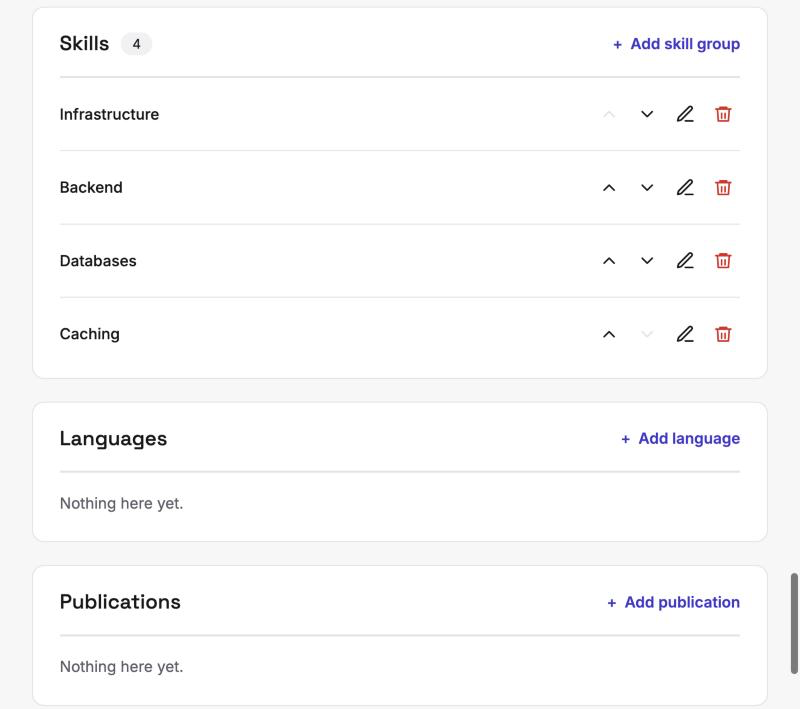 Skills 4 + Add skill group
Infrastructure
Backend
Databases
Caching
Languages + Add language
Nothing here yet.
Publications + Add publication
Nothing here yet.